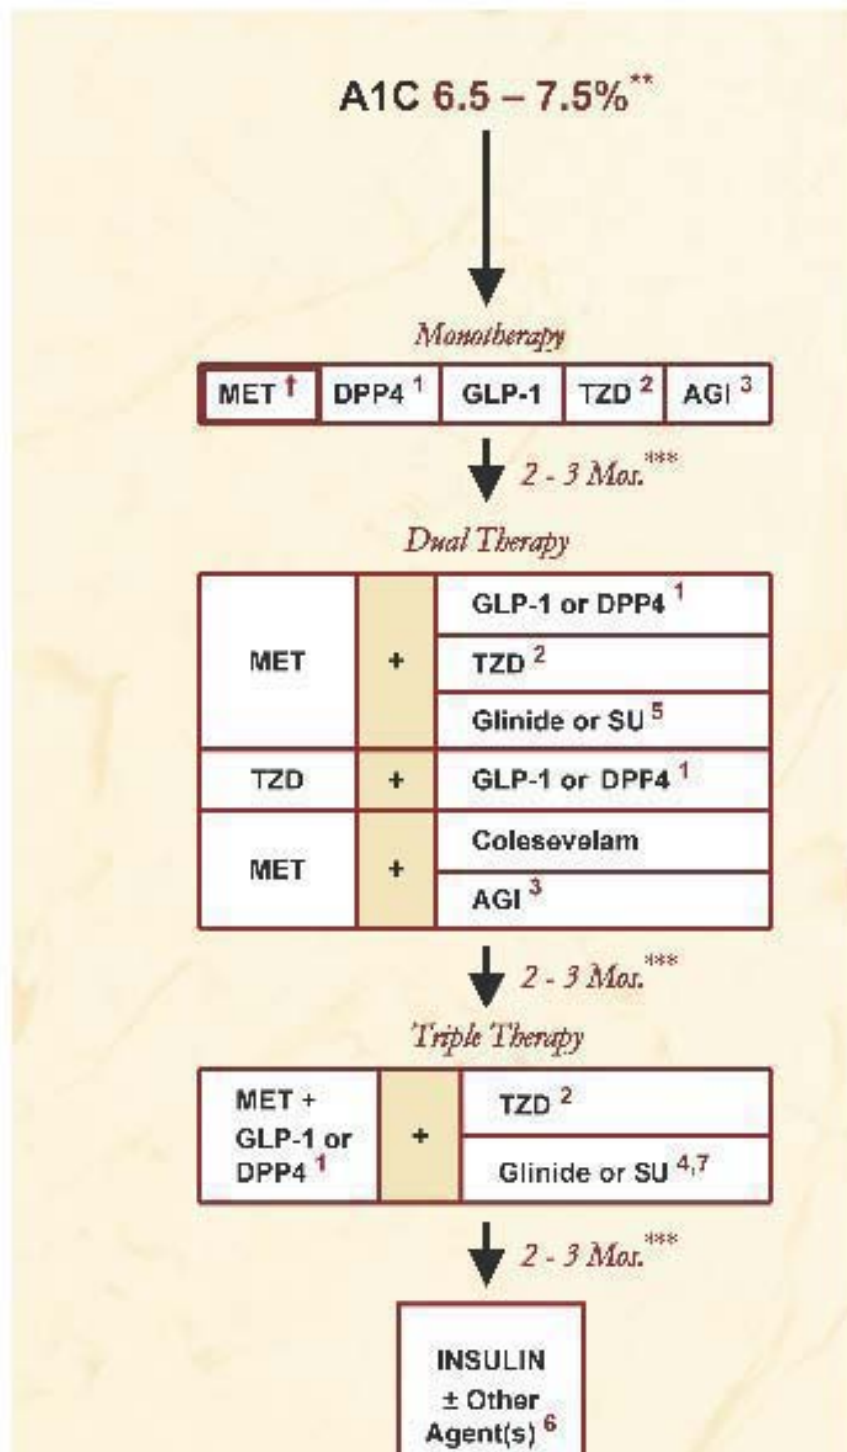 A1C 6.5 – 7.5%**
Monotherapy
MET † DPP4 1 GLP-1 TZD 2 AGI 3
2 - 3 Mos.***
Dual Therapy
MET + GLP-1 or DPP4 1
TZD 2
Glinide or SU 5
TZD + GLP-1 or DPP4 1
MET + Colesevelam
AGI 3
2 - 3 Mos.***
Triple Therapy
MET +
GLP-1 or
DPP4 1
+
TZD 2
Glinide or SU 4,7
2 - 3 Mos.***
INSULIN
± Other
Agent(s) 6